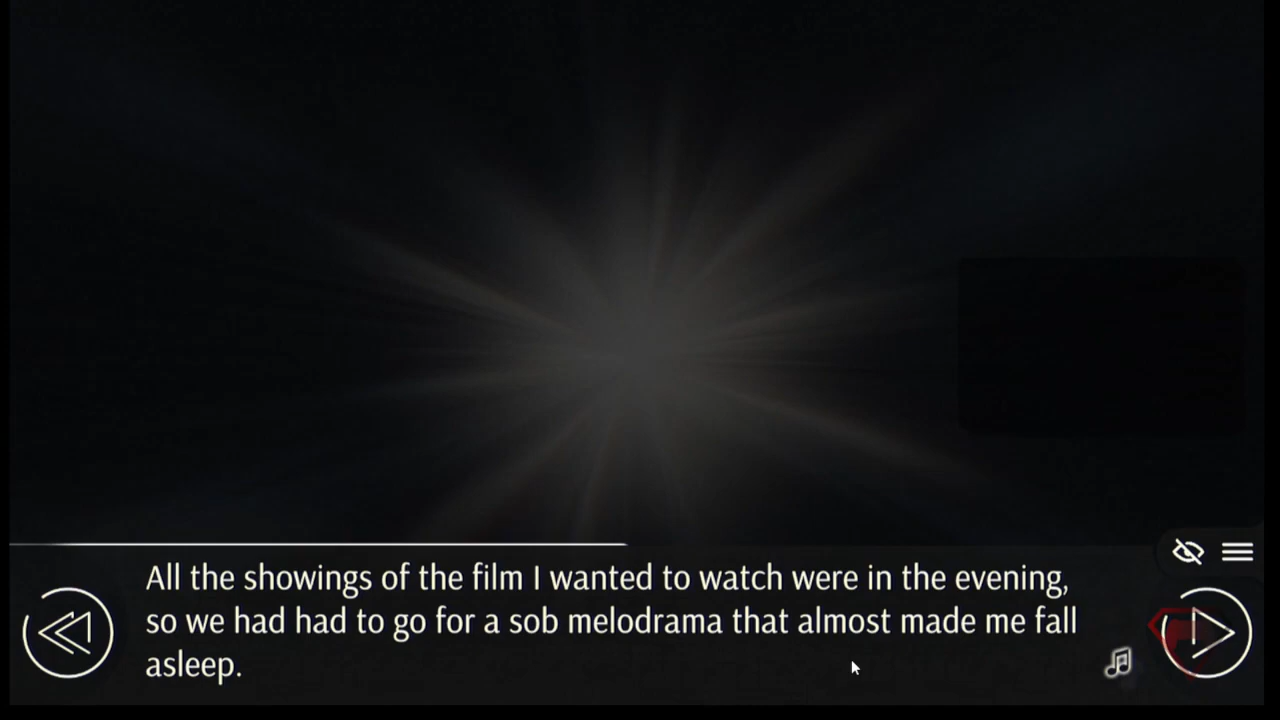 All the showings of the film I wanted to watch were in the evening,
so we had had to go for a sob melodrama that almost made me fall
asleep.